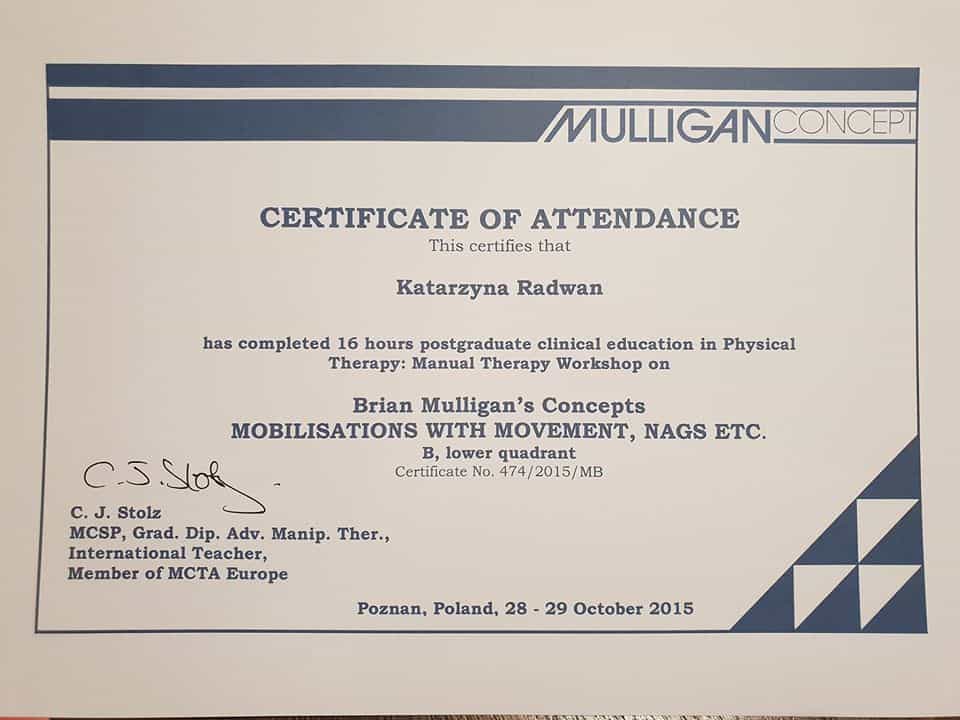 MULLIGAN CONCEPT
CERTIFICATE OF ATTENDANCE
This certifies that
Katarzyna Radwan
has completed 16 hours postgraduate clinical education in Physical
Therapy: Manual Therapy Workshop on
Brian Mulligan's Concepts
MOBILISATIONS WITH MOVEMENT, NAGS ETC.
B, lower quadrant
Certificate No. 474/2015/MB
C. J. Stolz
C. J. Stolz
MCSP, Grad. Dip. Adv. Manip. Ther.,
International Teacher,
Member of MCTA Europe
Poznan, Poland, 28 - 29 October 2015